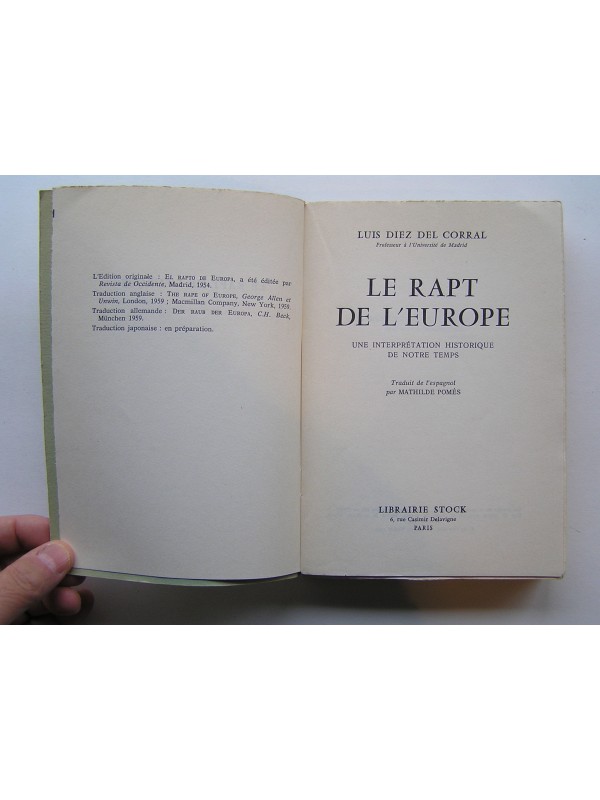 L'Edition originale : El rapto de Europa, a été éditée par
Revista de Occidente, Madrid, 1954.
Traduction anglaise : The rape of Europe, George Allen et
Unwin, London, 1959 ; Macmillan Company, New York, 1959.
Traduction allemande : Der raub der Europa, C.H. Beck,
München 1959.
Traduction japonaise : en préparation.
LUIS DIEZ DEL CORRAL
Professeur à l'Université de Madrid
LE RAPT
DE L'EUROPE
UNE INTERPRÉTATION HISTORIQUE
DE NOTRE TEMPS
Traduit de l'espagnol
par MATHILDE POMÈS
LIBRAIRIE STOCK
6, rue Casimir Delavigne
PARIS